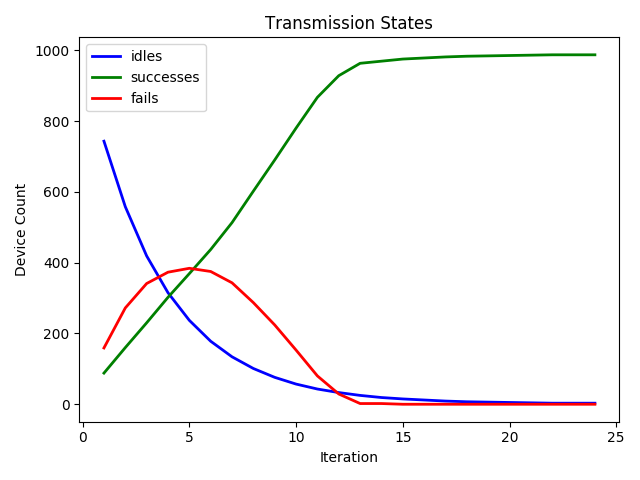 Transmission States
idles
successes
fails
Device Count
1000
800
600
400
200
0
0 5 10 15 20 25
Iteration